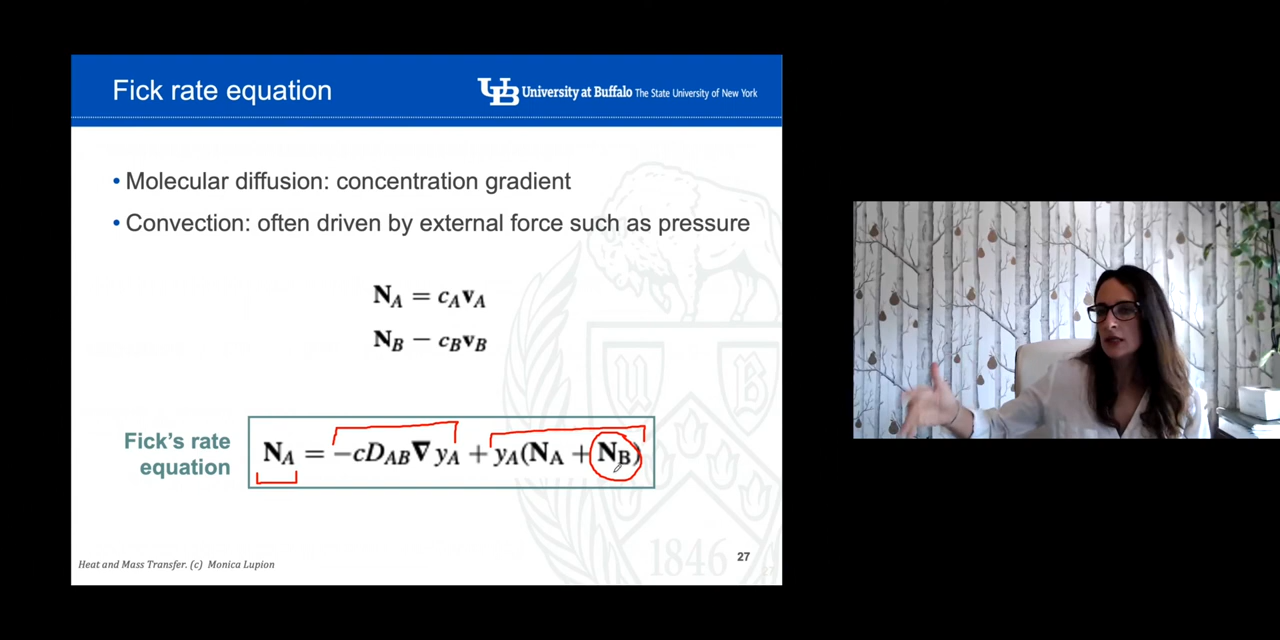 Fick rate equation
UB University at Buffalo The State University of New York
• Molecular diffusion: concentration gradient
• Convection: often driven by external force such as pressure
N_A = c_A v_A
N_B − c_B v_B
Fick's rate
equation
N_A = −cD_AB ∇ y_A + y_A(N_A + N_B)
U B
1846
Heat and Mass Transfer. (c) Monica Lupion
27
27